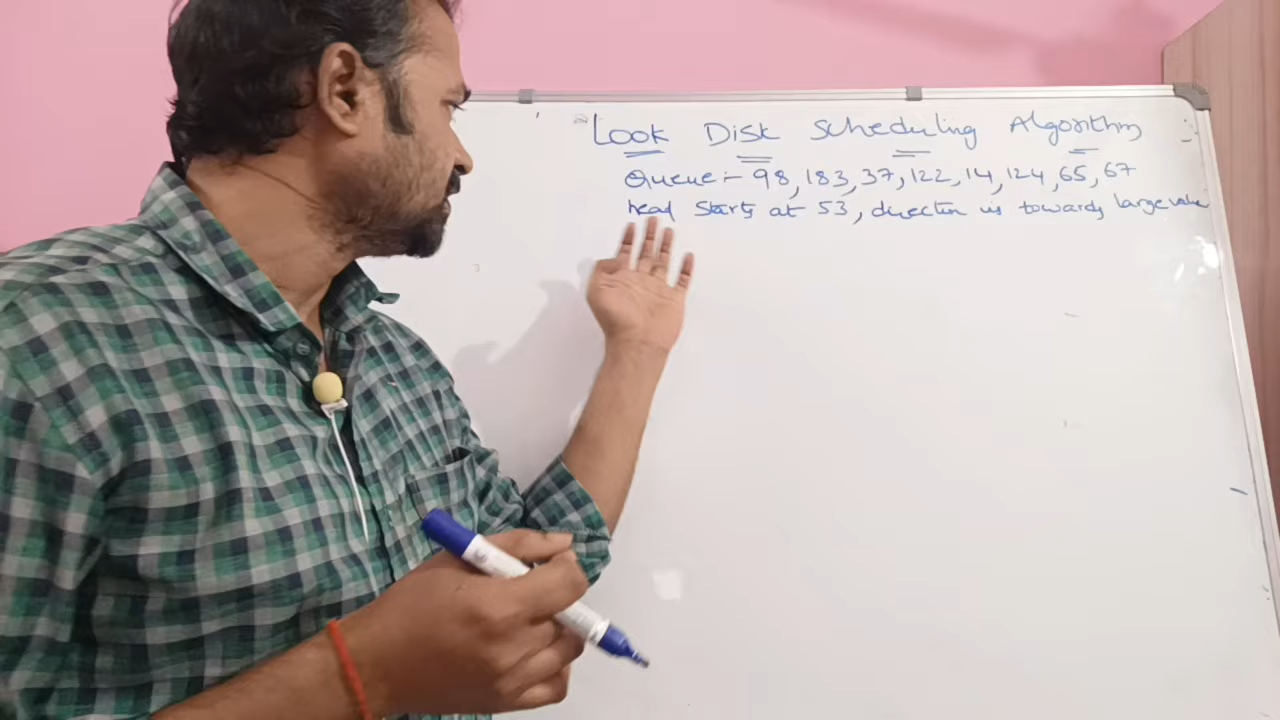 Look Disk Scheduling Algorithm
Queue:- 98, 183, 37, 122, 14, 124, 65, 67
head starts at 53, direction is towards large value